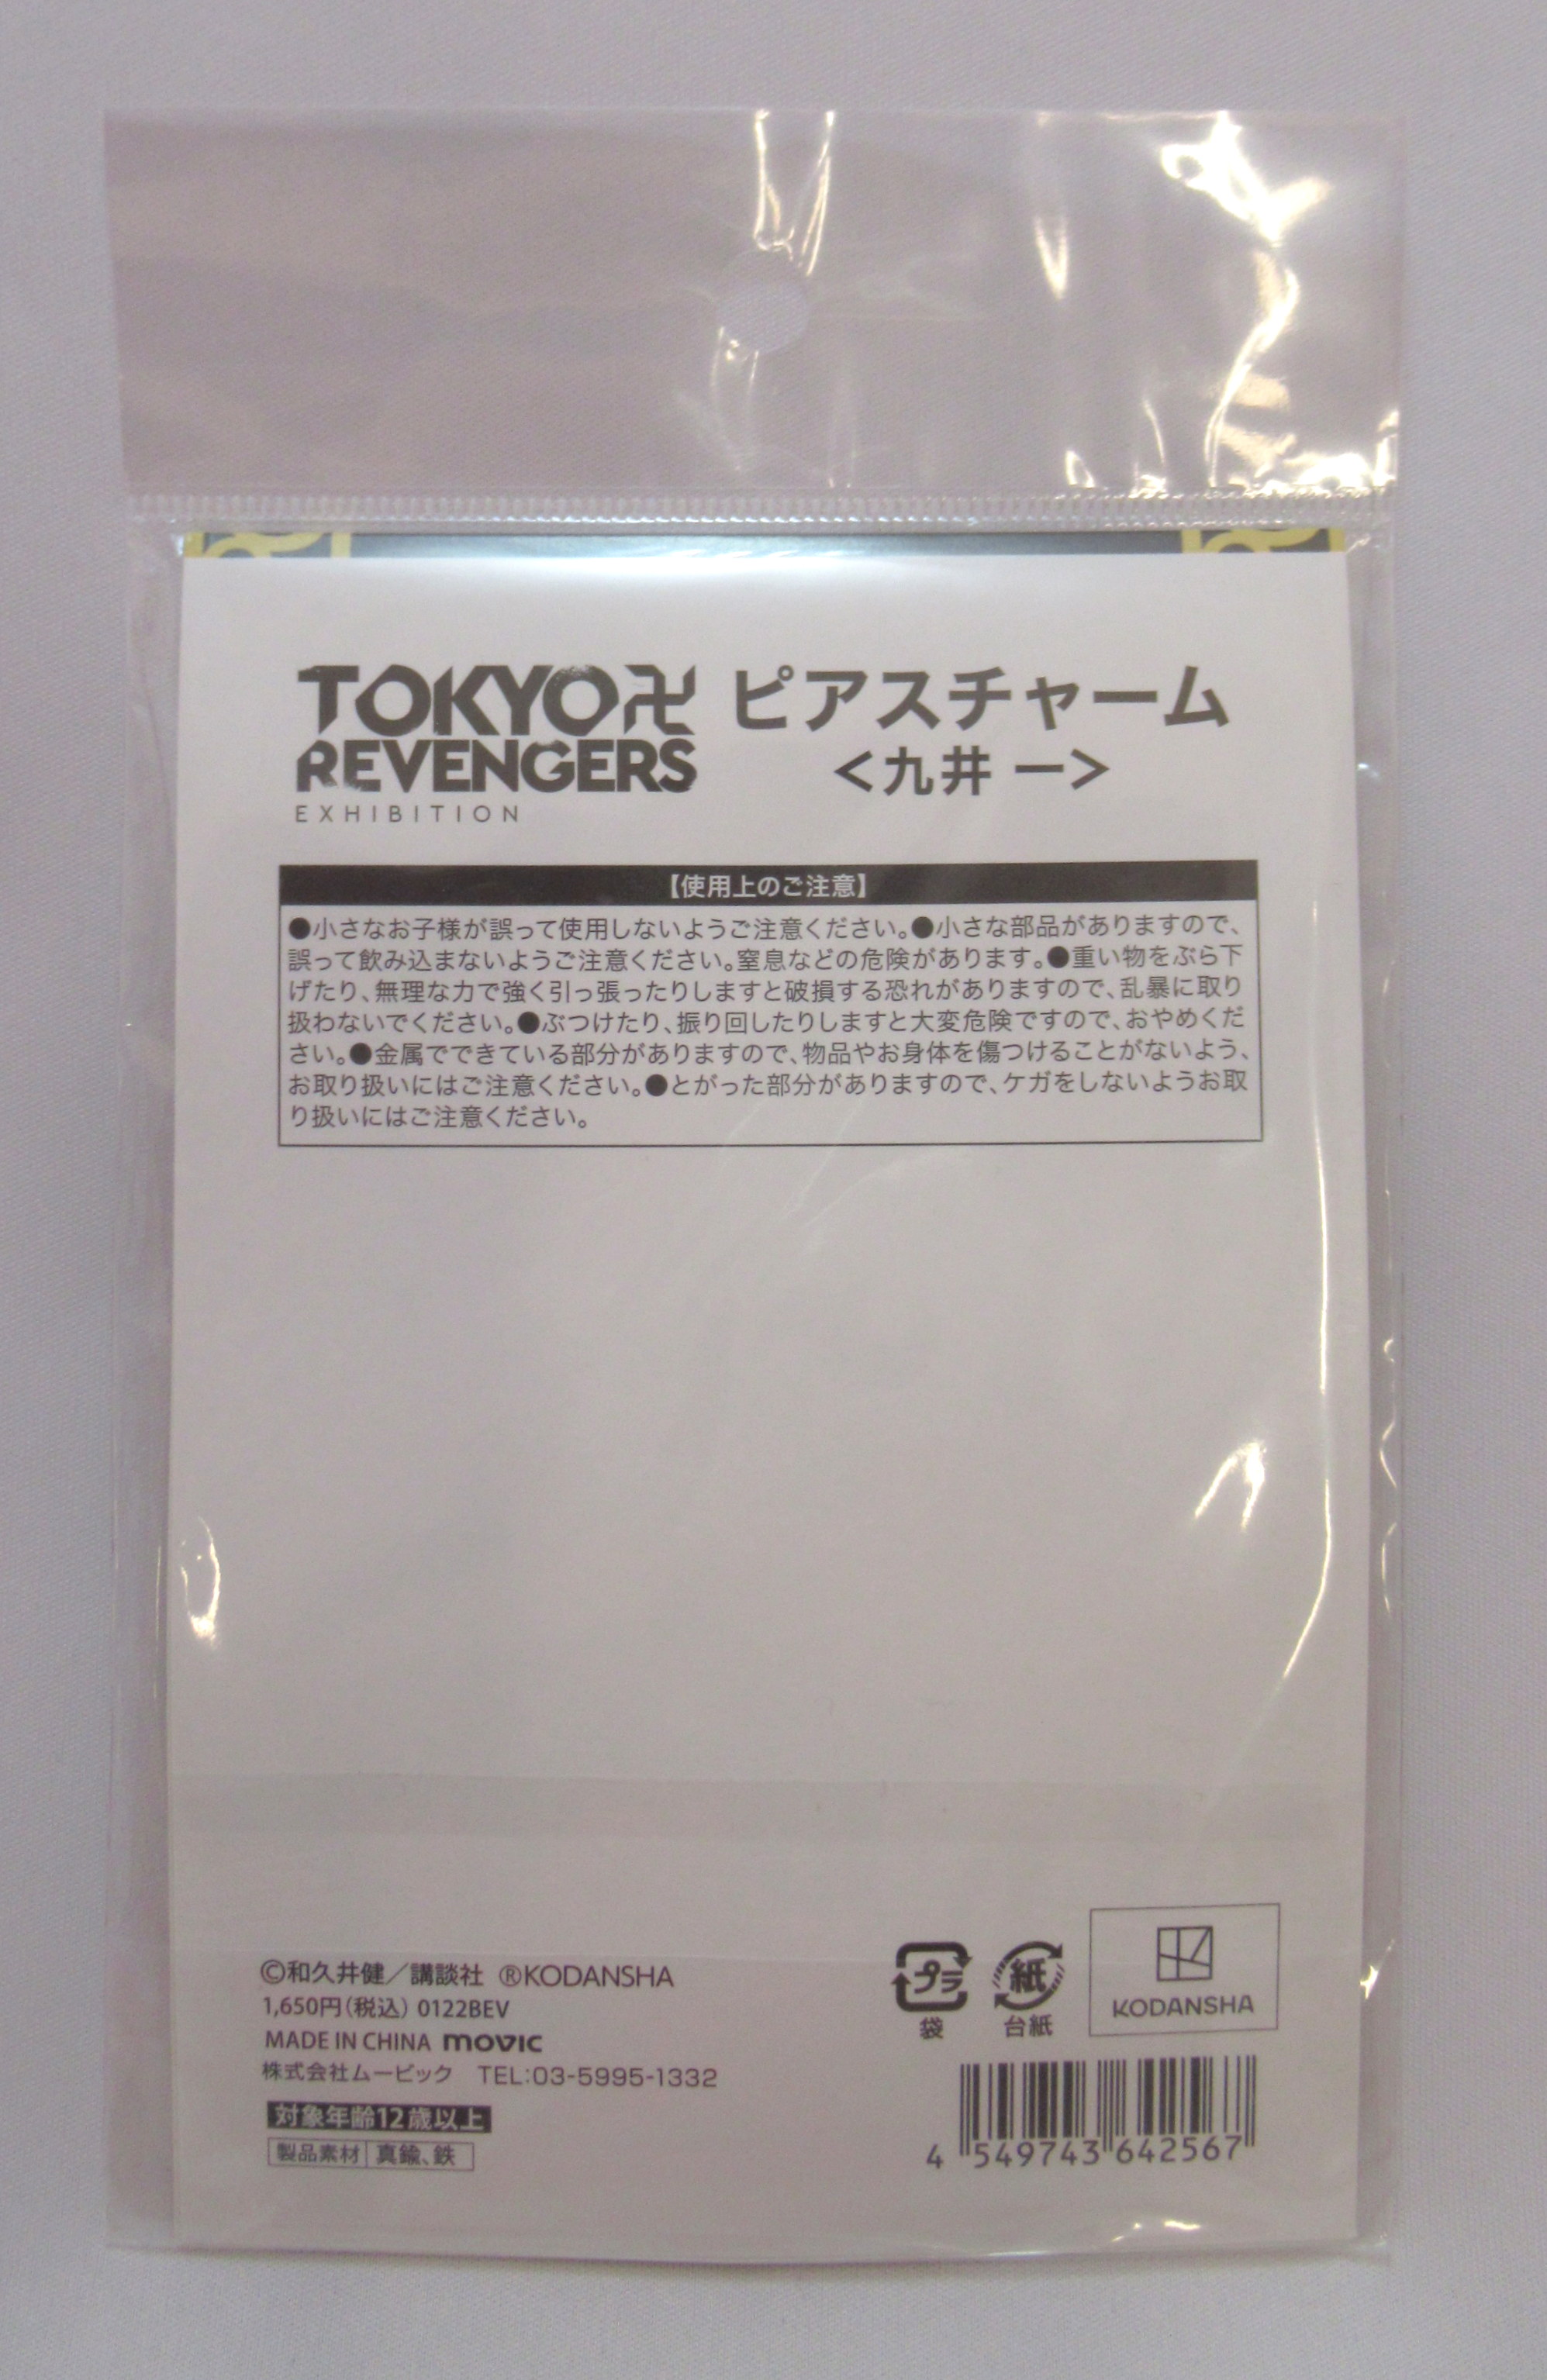 TOKYO卍
REVENGERS
EXHIBITION
ピアスチャーム
<九井 一>
【使用上のご注意】
●小さなお子様が誤って使用しないようご注意ください。●小さな部品がありますので、
誤って飲み込まないようご注意ください。窒息などの危険があります。●重い物をぶら下
げたり、無理な力で強く引っ張ったりしますと破損する恐れがありますので、乱暴に取り
扱わないでください。●ぶつけたり、振り回したりしますと大変危険ですので、おやめくだ
さい。●金属でできている部分がありますので、物品やお身体を傷つけることがないよう、
お取り扱いにはご注意ください。●とがった部分がありますので、ケガをしないようお取
り扱いにはご注意ください。
©和久井健／講談社 ®KODANSHA
1,650円(税込) 0122BEV
MADE IN CHINA movic
株式会社ムービック TEL:03-5995-1332
対象年齢12歳以上
製品素材 真鍮、鉄
プラ
袋
紙
台紙
KODANSHA
4 549743 642567